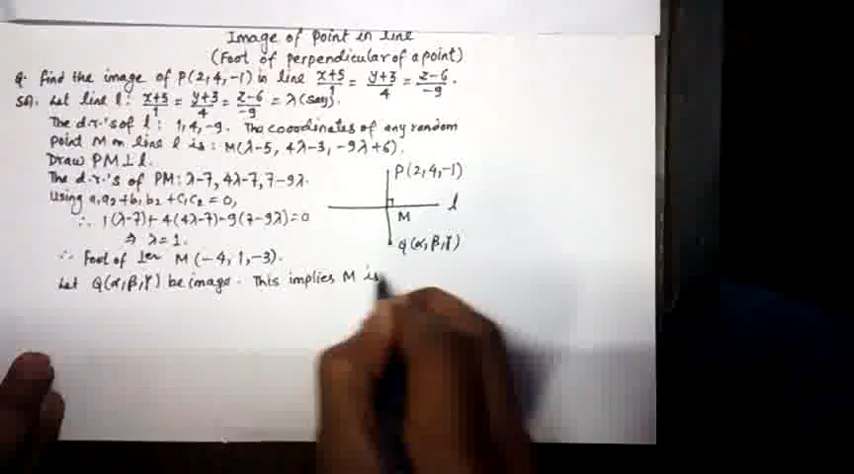 Image of Point in line
(Foot of perpendicular of a point)
Q. Find the image of P(2,4,-1) in line x+5/1 = y+3/4 = z-6/-9.
Sol. Let line l: x+5/1 = y+3/4 = z-6/-9 = λ(say).
The d.r.'s of l: 1, 4, -9. The cooordinates of any random
Point M on line l is: M(λ-5, 4λ-3, -9λ+6).
Draw PM⊥l.
The d.r.'s of PM: λ-7, 4λ-7, 7-9λ.
Using a₁a₂+b₁b₂+c₁c₂=0,
∴ 1(λ-7)+4(4λ-7)-9(7-9λ)=0
⇒ λ=1.
∴ Foot of ⊥er M(-4, 1, -3).
Let Q(α,β,γ) be image. This implies M is
P(2,4,-1)
l
M
Q(α,β,γ)